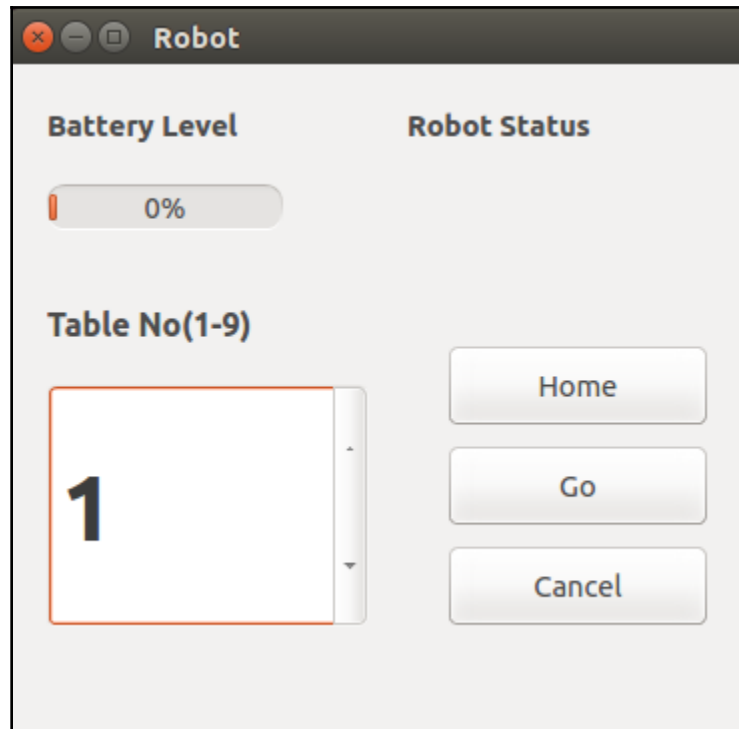 Robot
Battery Level
Robot Status
0%
Table No(1-9)
1
Home
Go
Cancel